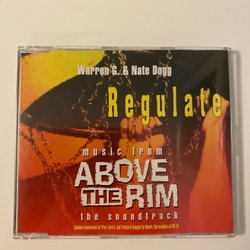 Warren G. & Nate Dogg
Regulate
music from
ABOVE
THE RIM
the soundtrack